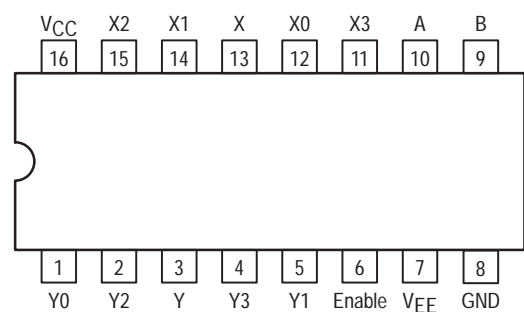 VCC X2 X1 X X0 X3 A B
16 15 14 13 12 11 10 9
1 2 3 4 5 6 7 8
Y0 Y2 Y Y3 Y1 Enable VEE GND